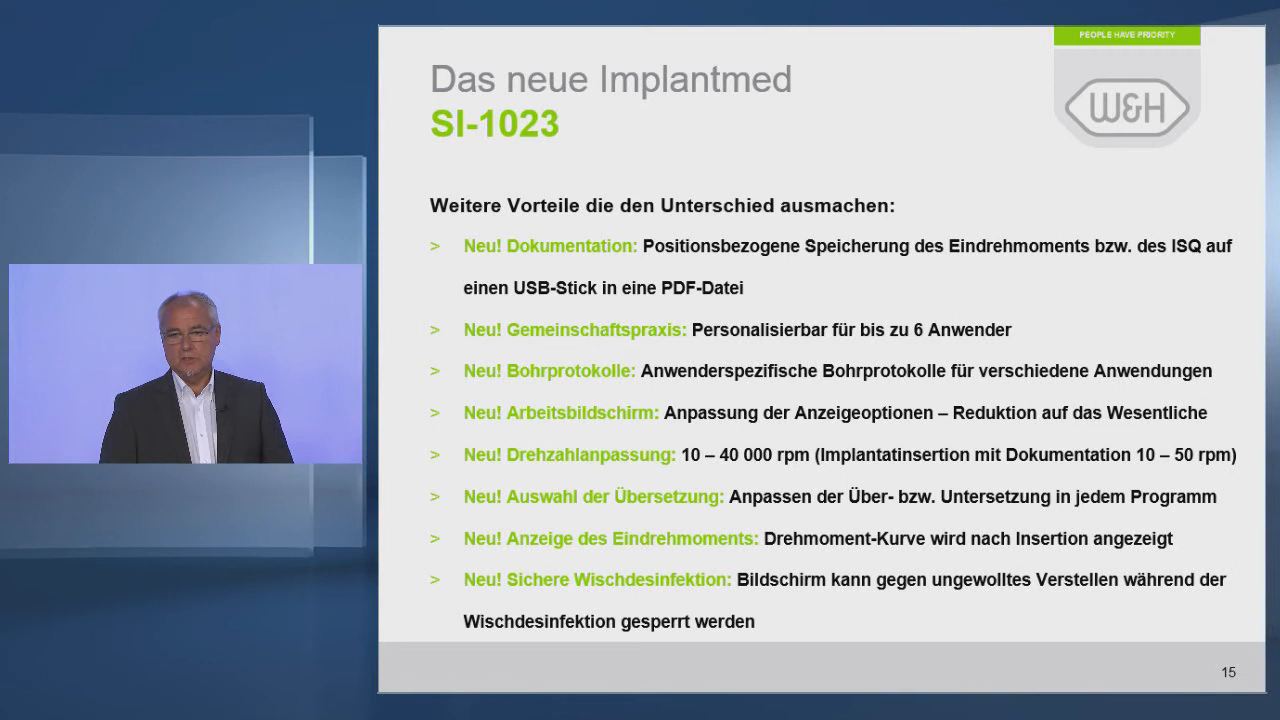 PEOPLE HAVE PRIORITY
W&H
Das neue Implantmed
SI-1023
Weitere Vorteile die den Unterschied ausmachen:
> Neu! Dokumentation: Positionsbezogene Speicherung des Eindrehmoments bzw. des ISQ auf
einen USB-Stick in eine PDF-Datei
> Neu! Gemeinschaftspraxis: Personalisierbar für bis zu 6 Anwender
> Neu! Bohrprotokolle: Anwenderspezifische Bohrprotokolle für verschiedene Anwendungen
> Neu! Arbeitsbildschirm: Anpassung der Anzeigeoptionen – Reduktion auf das Wesentliche
> Neu! Drehzahlanpassung: 10 – 40 000 rpm (Implantatinsertion mit Dokumentation 10 – 50 rpm)
> Neu! Auswahl der Übersetzung: Anpassen der Über- bzw. Untersetzung in jedem Programm
> Neu! Anzeige des Eindrehmoments: Drehmoment-Kurve wird nach Insertion angezeigt
> Neu! Sichere Wischdesinfektion: Bildschirm kann gegen ungewolltes Verstellen während der
Wischdesinfektion gesperrt werden
15